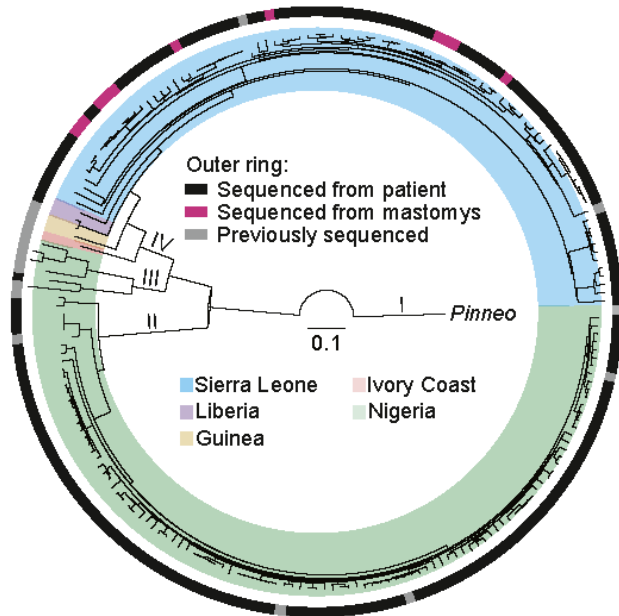 Outer ring:
Sequenced from patient
Sequenced from mastomys
Previously sequenced
IV
III
II
I
Pinneo
0.1
Sierra Leone
Ivory Coast
Liberia
Nigeria
Guinea